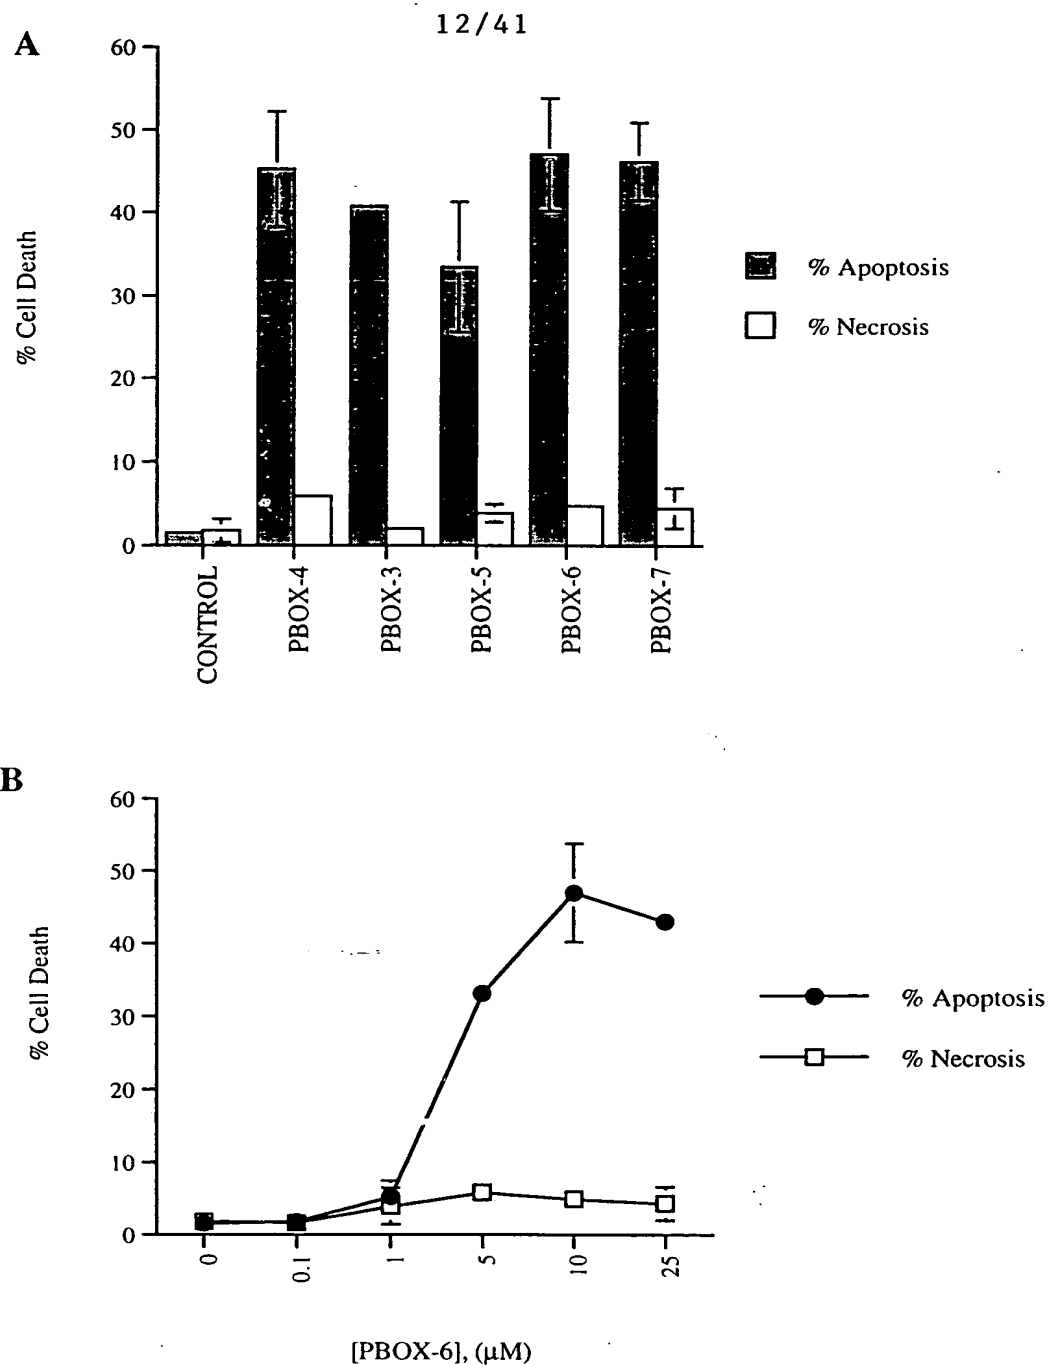 12/41
A
60
50
40
30
20
10
0
% Cell Death
CONTROL
PBOX-4
PBOX-3
PBOX-5
PBOX-6
PBOX-7
% Apoptosis
% Necrosis
B
60
50
40
30
20
10
0
% Cell Death
0
0.1
1
5
10
25
[PBOX-6], (μM)
% Apoptosis
% Necrosis